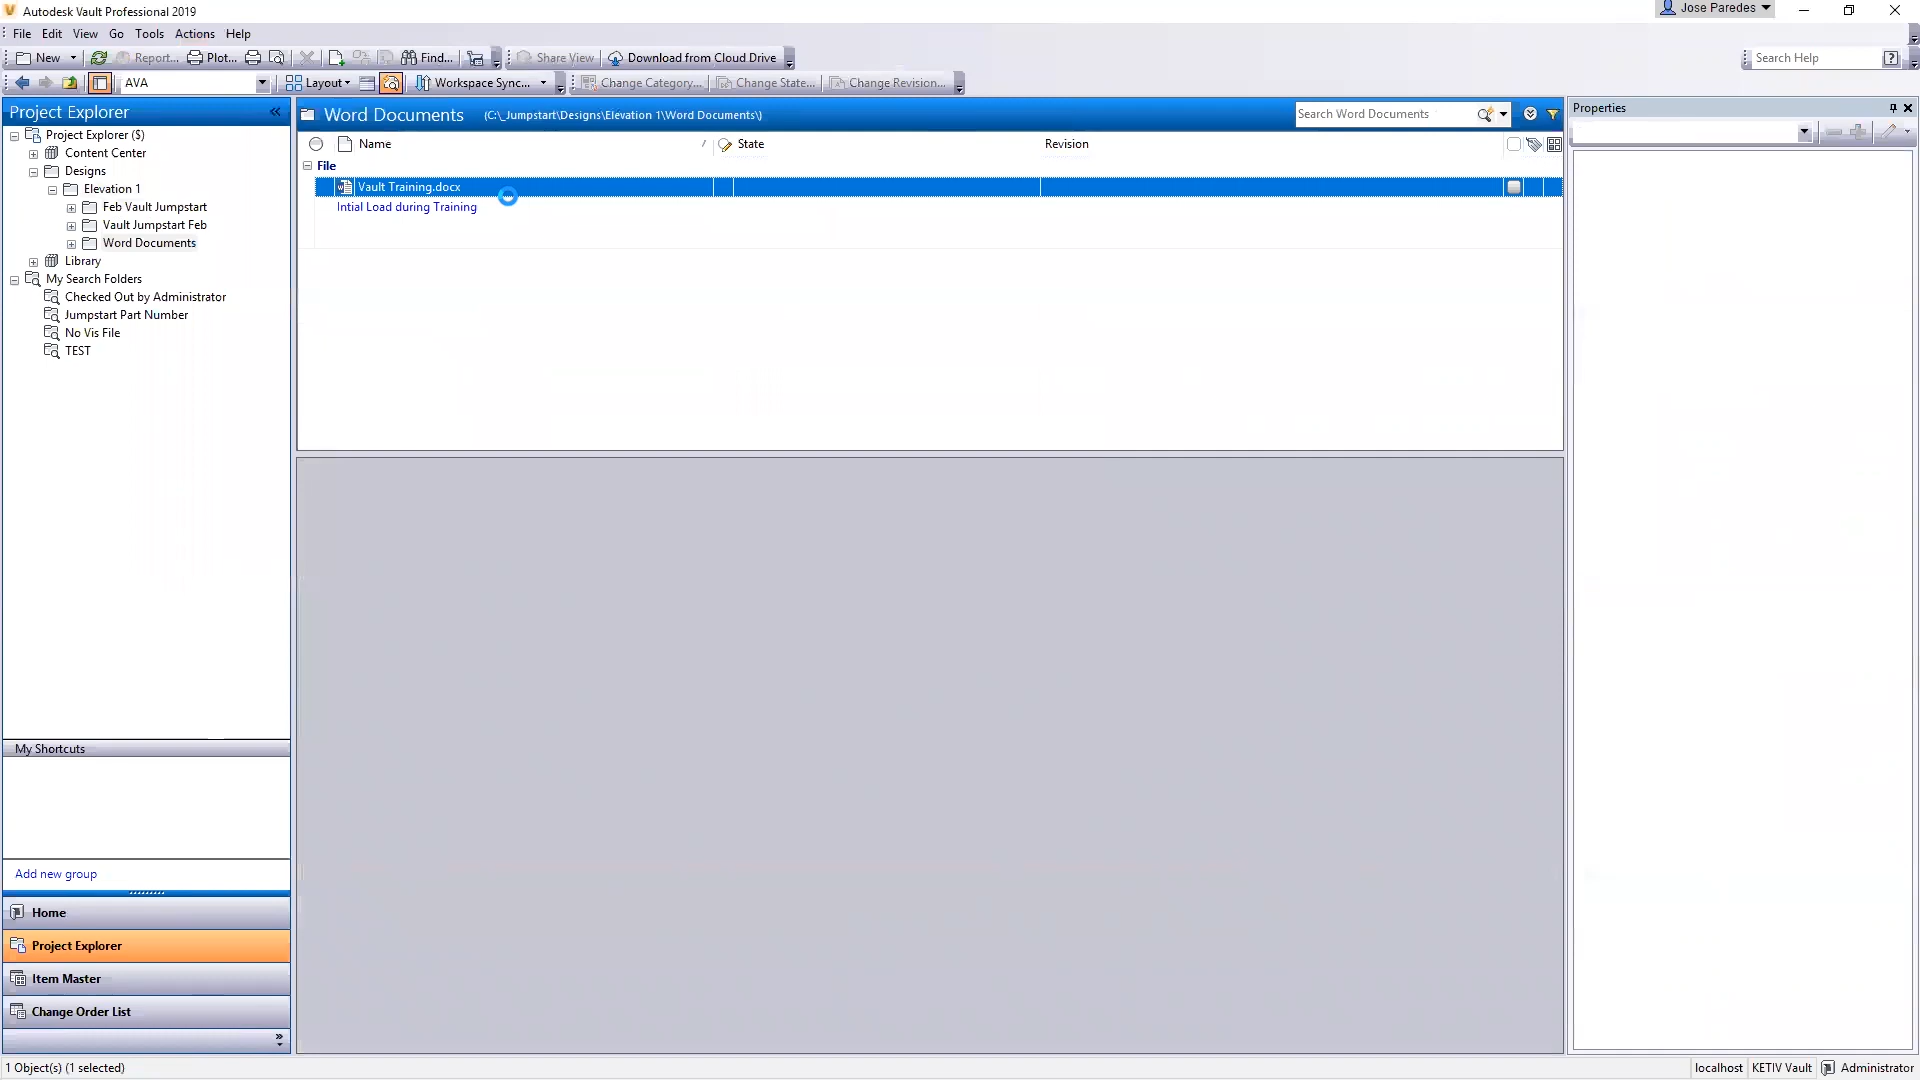 Autodesk Vault Professional 2019
Jose Paredes
File Edit View Go Tools Actions Help
New Report... Plot... Find... Share View Download from Cloud Drive
Search Help
AVA Layout Workspace Sync... Change Category... Change State... Change Revision...
Project Explorer
Project Explorer ($)
Content Center
Designs
Elevation 1
Feb Vault Jumpstart
Vault Jumpstart Feb
Word Documents
Library
My Search Folders
Checked Out by Administrator
Jumpstart Part Number
No Vis File
TEST
My Shortcuts
Add new group
Home
Project Explorer
Item Master
Change Order List
Word Documents (C:\_Jumpstart\Designs\Elevation 1\Word Documents\)
Search Word Documents
Name State Revision
File
Vault Training.docx
Intial Load during Training
Properties
1 Object(s) (1 selected)
localhost KETIV Vault Administrator